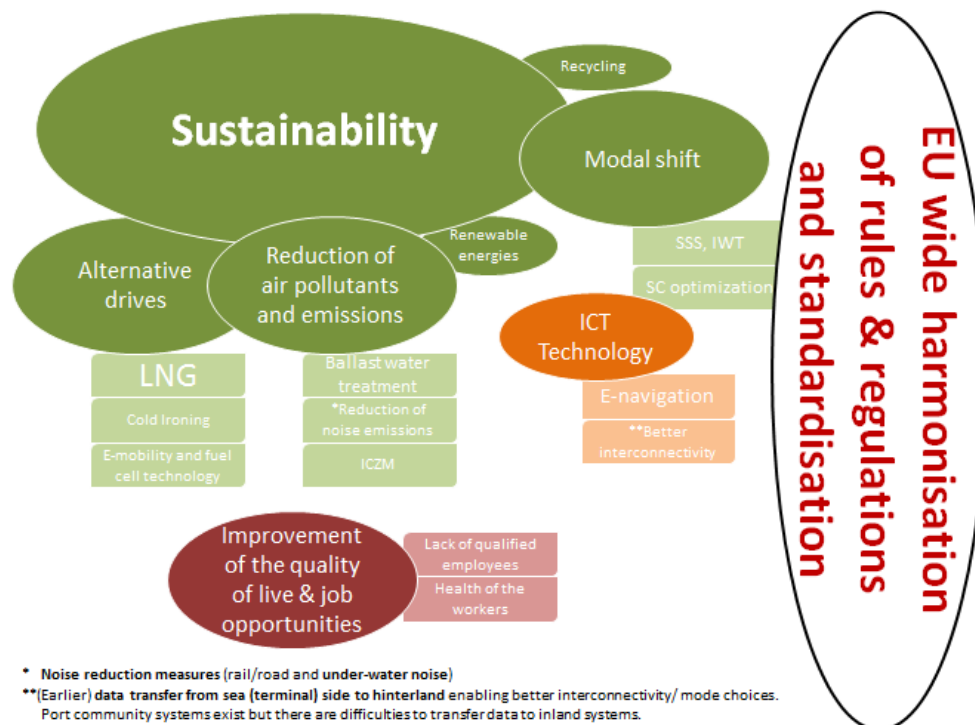 Recycling
Sustainability
Modal shift
Renewable
energies
SSS, IWT
SC optimization
Alternative
drives
Reduction of
air pollutants
and emissions
ICT
Technology
LNG
Cold Ironing
E-mobility and fuel
cell technology
Ballast water
treatment
*Reduction of
noise emissions
ICZM
E-navigation
**Better
interconnectivity
Improvement
of the quality
of live & job
opportunities
Lack of qualified
employees
Health of the
workers
EU wide harmonisation
of rules & regulations
and standardisation
* Noise reduction measures (rail/road and under-water noise)
**(Earlier) data transfer from sea (terminal) side to hinterland enabling better interconnectivity/ mode choices.
Port community systems exist but there are difficulties to transfer data to inland systems.